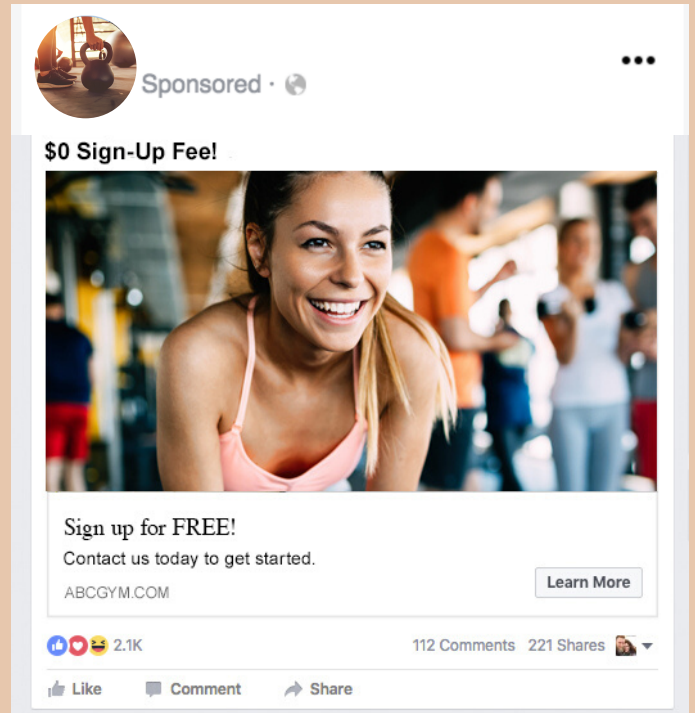 Sponsored ·
$0 Sign-Up Fee!
Sign up for FREE!
Contact us today to get started.
ABCGYM.COM
Learn More
2.1K
112 Comments 221 Shares
Like Comment Share